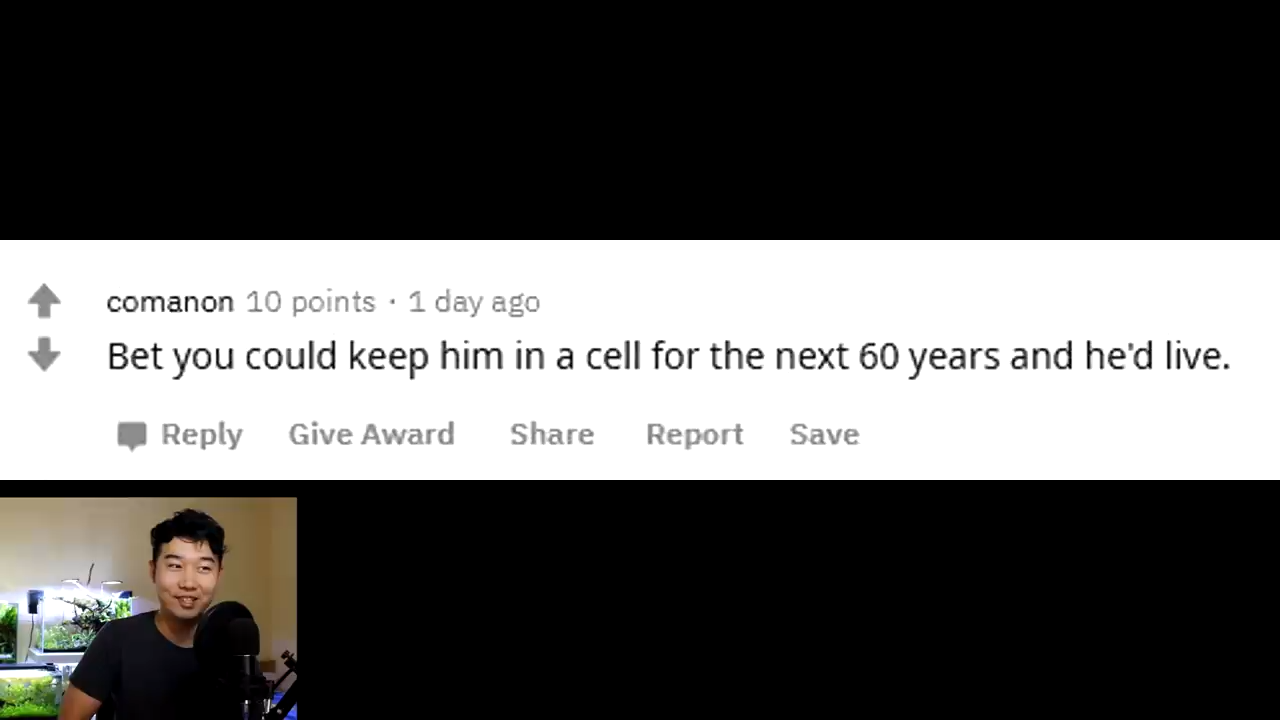 comanon 10 points · 1 day ago
Bet you could keep him in a cell for the next 60 years and he'd live.
Reply Give Award Share Report Save